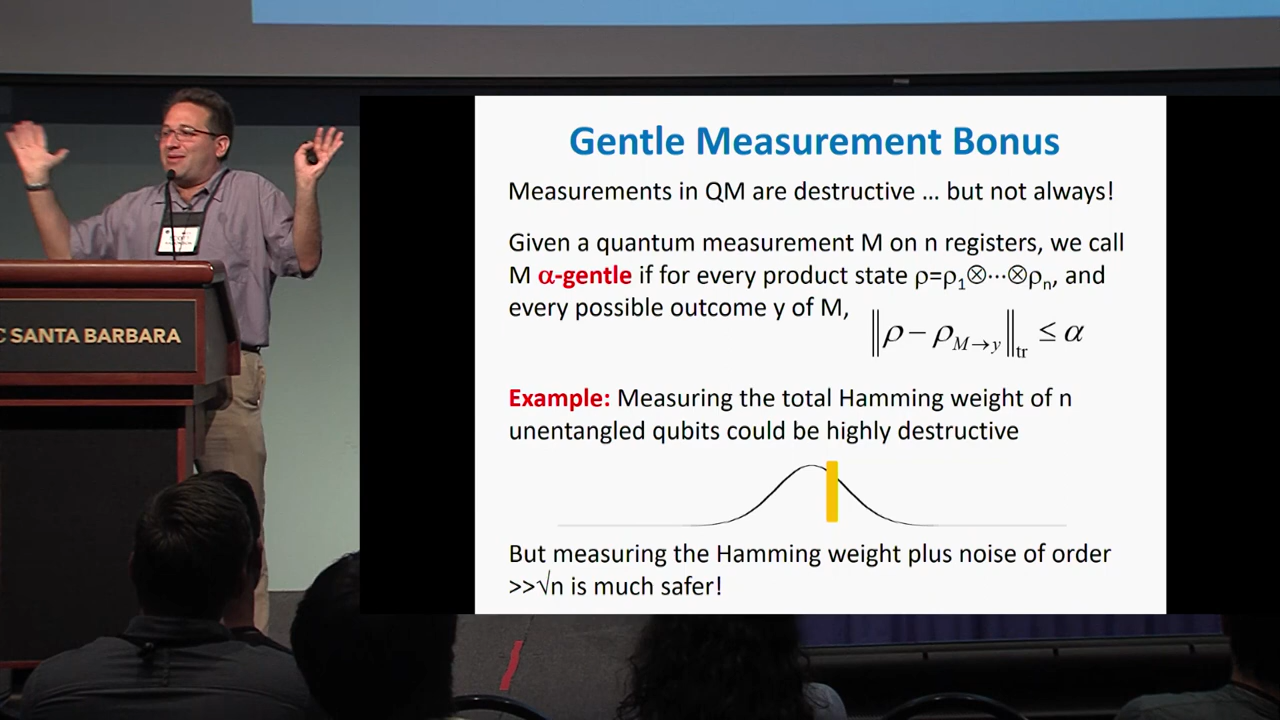 Gentle Measurement Bonus
Measurements in QM are destructive … but not always!
Given a quantum measurement M on n registers, we call
M α-gentle if for every product state ρ=ρ₁⊗⋯⊗ρₙ, and
every possible outcome y of M,
‖ρ − ρ_{M→y}‖_{tr} ≤ α
Example: Measuring the total Hamming weight of n
unentangled qubits could be highly destructive
But measuring the Hamming weight plus noise of order
>>√n is much safer!
C SANTA BARBARA